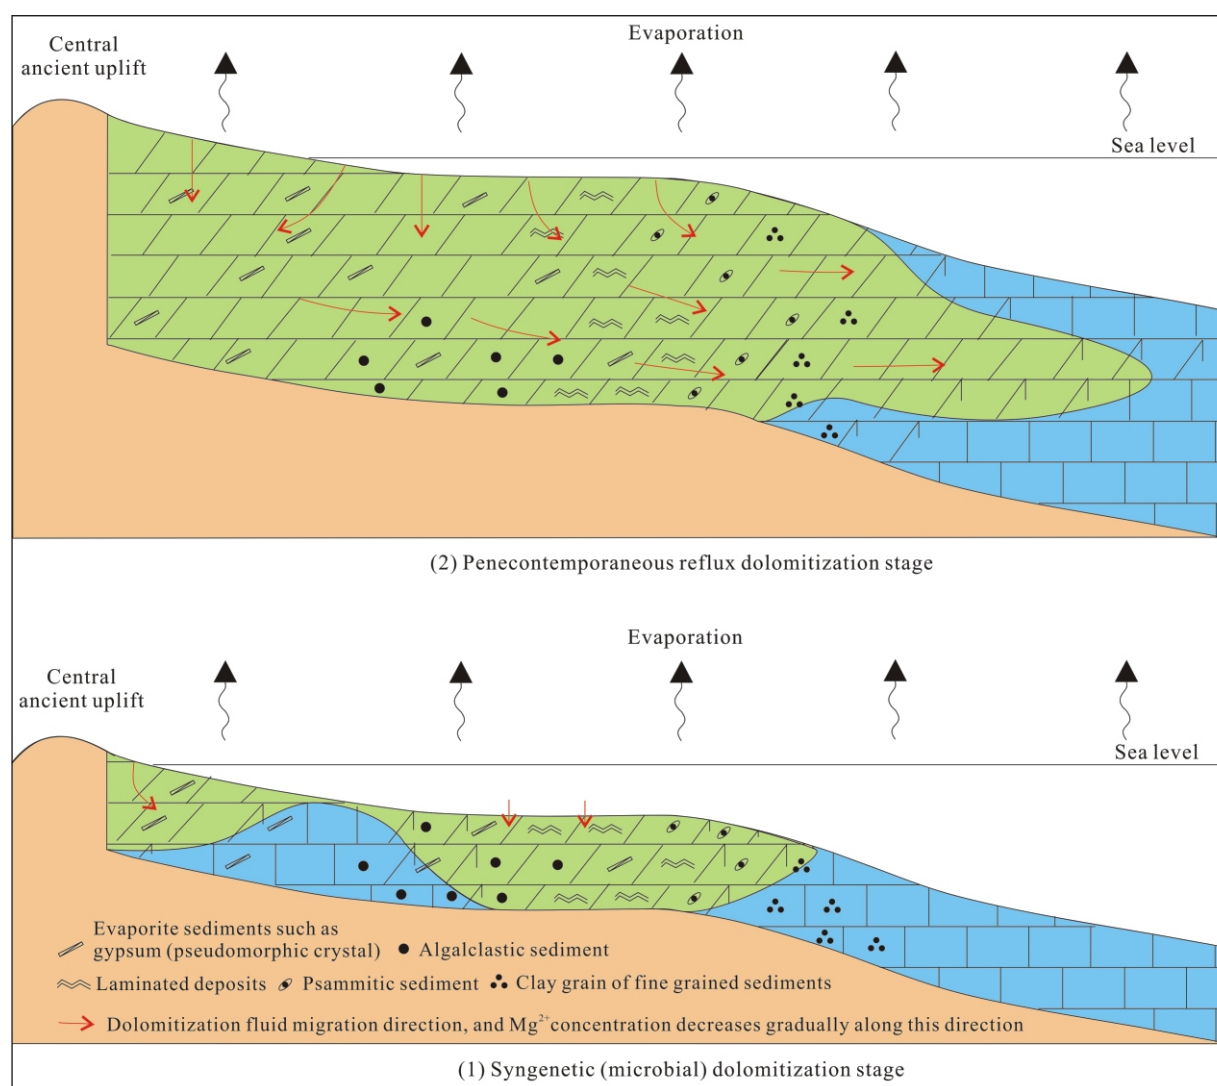 Central
ancient uplift
Evaporation
Sea level
(2) Penecontemporaneous reflux dolomitization stage
Central
ancient uplift
Evaporation
Sea level
Evaporite sediments such as
gypsum (pseudomorphic crystal)
Algalclastic sediment
Laminated deposits
Psammitic sediment
Clay grain of fine grained sediments
Dolomitization fluid migration direction, and Mg²⁺ concentration decreases gradually along this direction
(1) Syngenetic (microbial) dolomitization stage